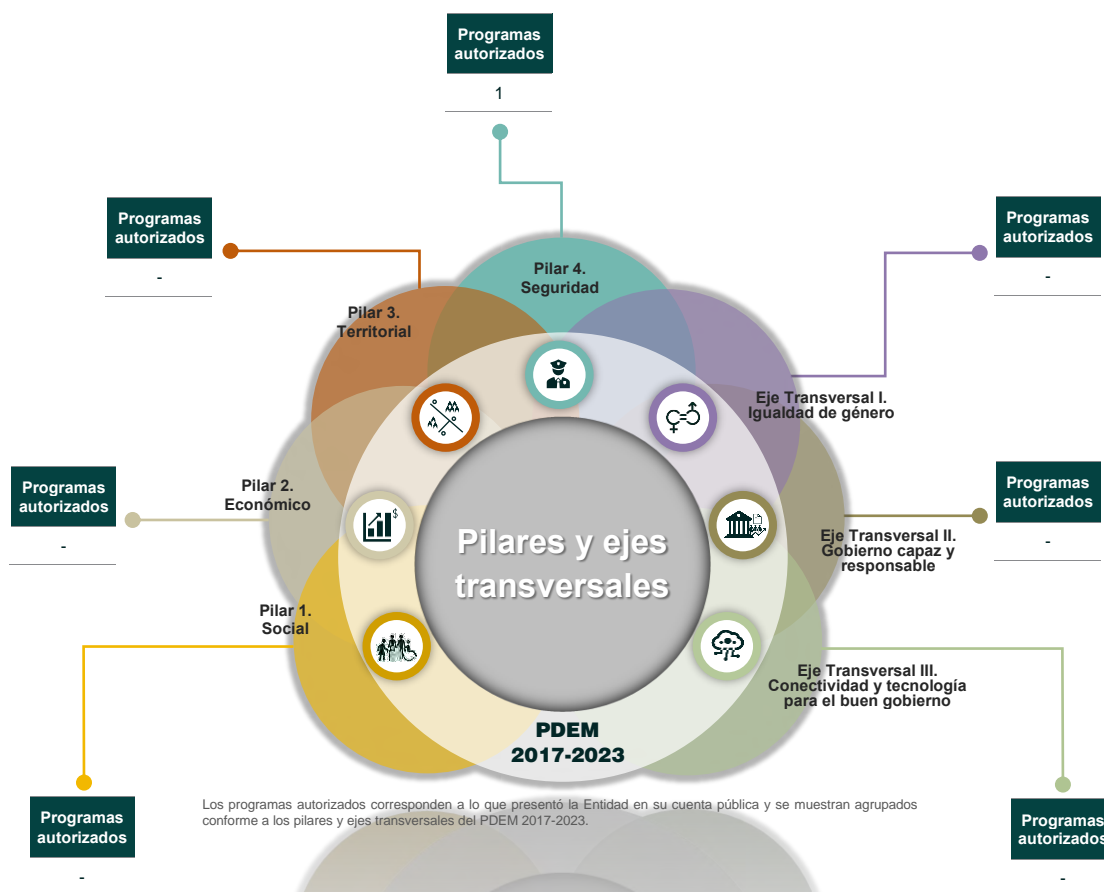 Programas
autorizados
1
Programas
autorizados
-
Programas
autorizados
-
Pilar 4.
Seguridad
Pilar 3.
Territorial
Eje Transversal I.
Igualdad de género
Programas
autorizados
-
Pilar 2.
Económico
$
Programas
autorizados
-
Eje Transversal II.
Gobierno capaz y
responsable
Pilares y ejes
transversales
Pilar 1.
Social
Eje Transversal III.
Conectividad y tecnología
para el buen gobierno
PDEM
2017-2023
Los programas autorizados corresponden a lo que presentó la Entidad en su cuenta pública y se muestran agrupados
conforme a los pilares y ejes transversales del PDEM 2017-2023.
Programas
autorizados
-
Programas
autorizados
-